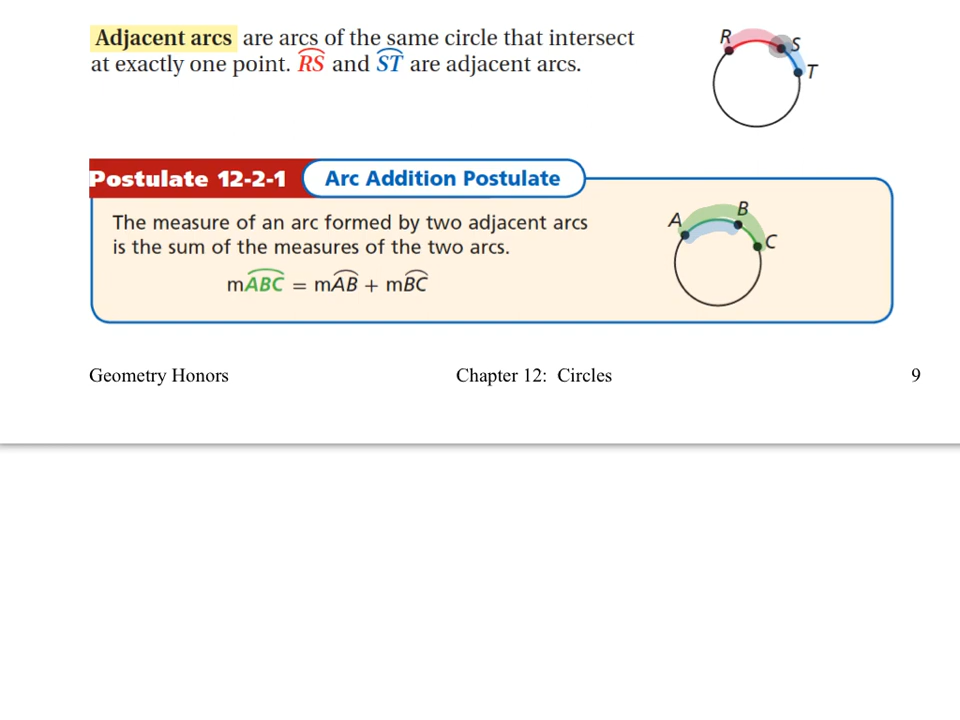 Adjacent arcs are arcs of the same circle that intersect
at exactly one point. RS and ST are adjacent arcs.
R
S
T
Postulate 12-2-1 Arc Addition Postulate
The measure of an arc formed by two adjacent arcs
is the sum of the measures of the two arcs.
mABC = mAB + mBC
A
B
C
Geometry Honors Chapter 12: Circles 9